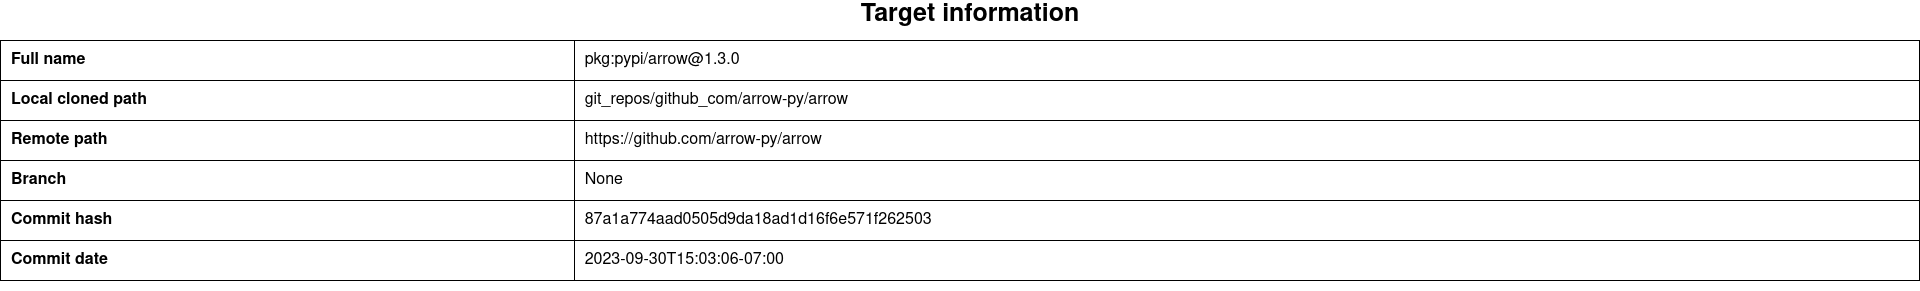 Target information
Full name pkg:pypi/arrow@1.3.0
Local cloned path git_repos/github_com/arrow-py/arrow
Remote path https://github.com/arrow-py/arrow
Branch None
Commit hash 87a1a774aad0505d9da18ad1d16f6e571f262503
Commit date 2023-09-30T15:03:06-07:00